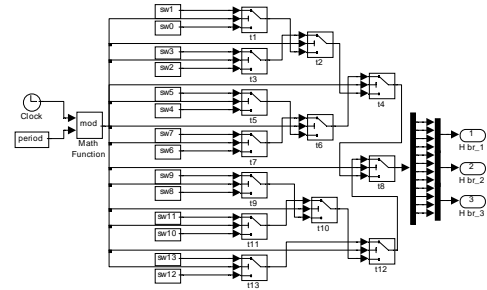 sw1
sw0
t1
t2
sw3
sw2
t3
t4
Clock
sw5
sw4
t5
t6
period
mod
Math
Function
sw7
sw6
t7
1
H br_1
sw9
sw8
t9
t8
2
H br_2
sw11
sw10
t11
t10
3
H br_3
sw13
sw12
t13
t12